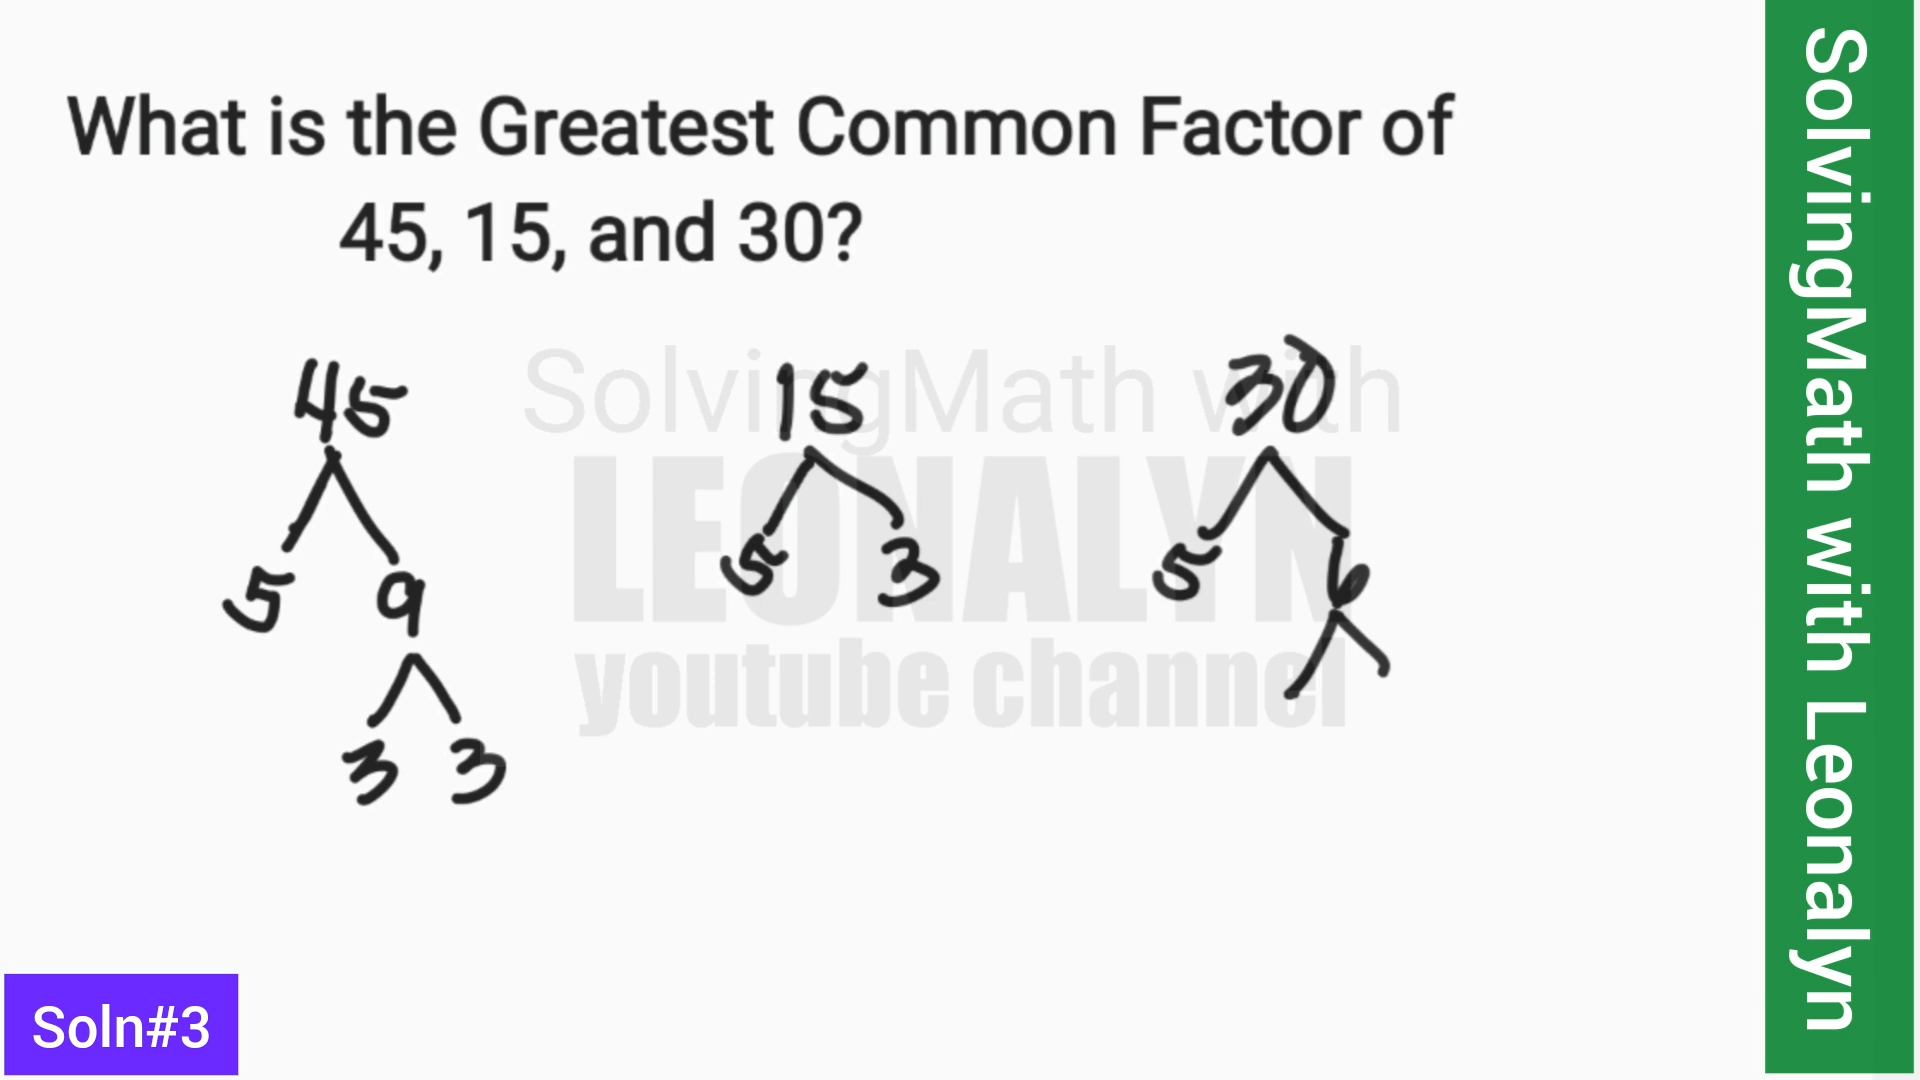 What is the Greatest Common Factor of
45, 15, and 30?
SolvingMath with
LEONALYN
youtube channel
45 15 30
5 9 5 3 5 6
3 3
Soln#3
SolvingMath with Leonalyn